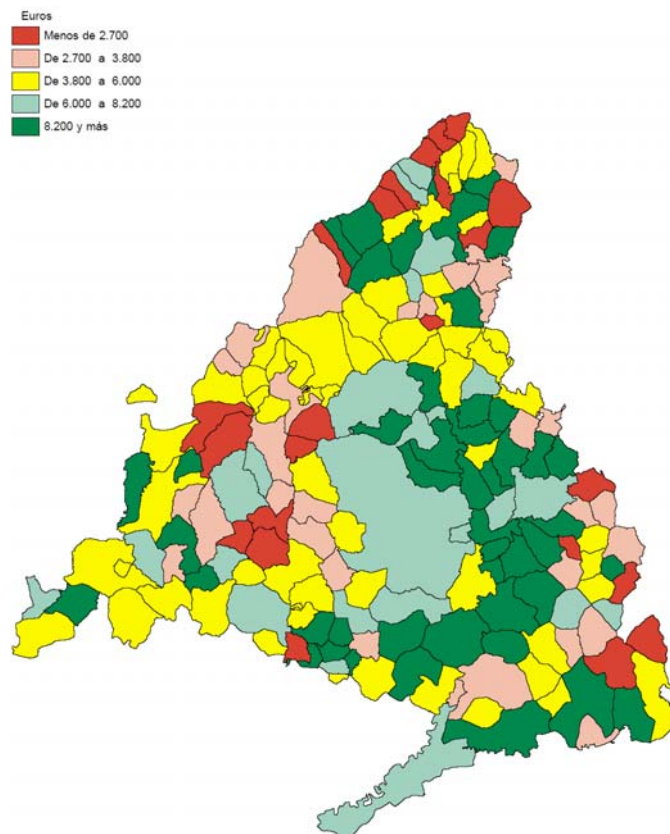 Euros
Menos de 2.700
De 2.700 a 3.800
De 3.800 a 6.000
De 6.000 a 8.200
8.200 y más